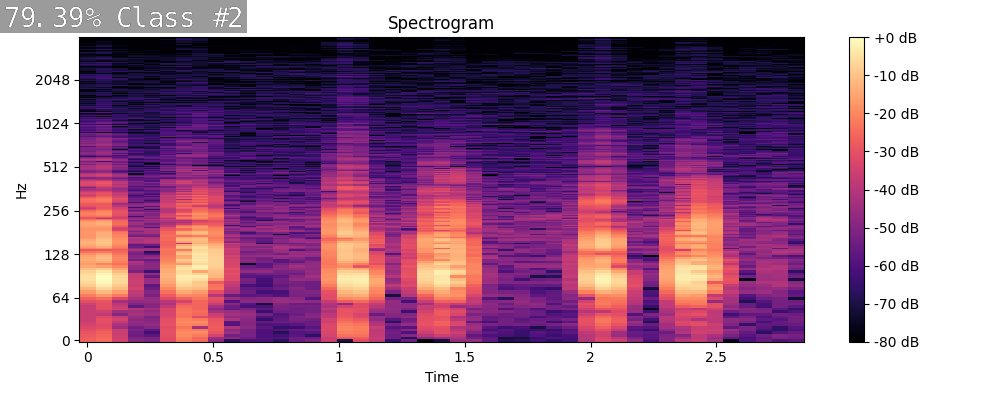 79.39% Class #2
Spectrogram
Hz
2048
1024
512
256
128
64
0
0
0.5
1
1.5
2
2.5
Time
+0 dB
-10 dB
-20 dB
-30 dB
-40 dB
-50 dB
-60 dB
-70 dB
-80 dB